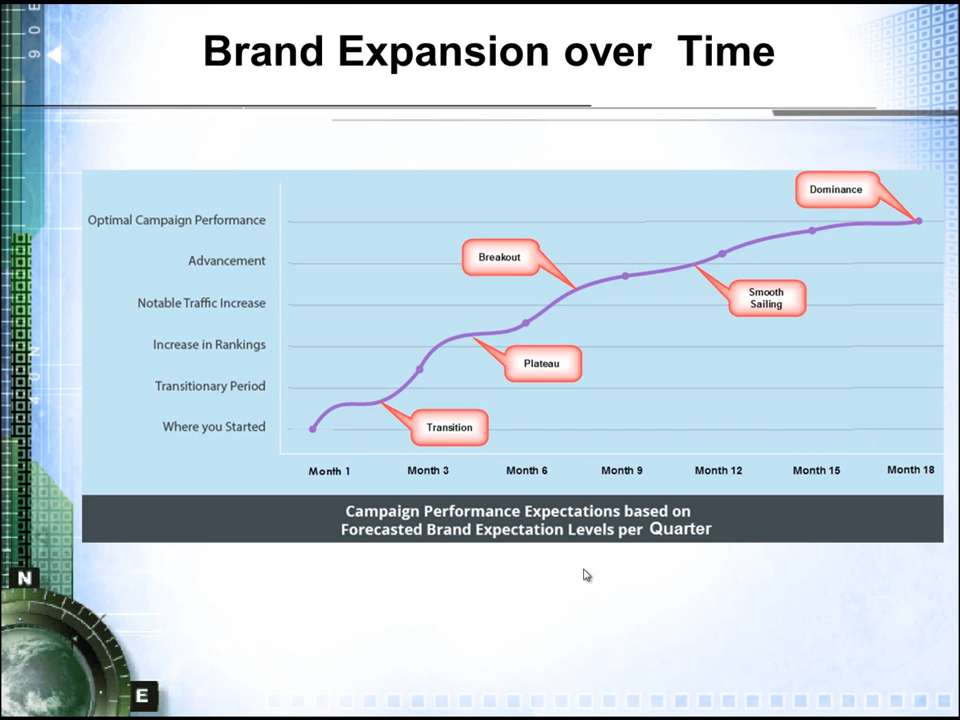 Brand Expansion over Time
Dominance
Optimal Campaign Performance
Breakout
Advancement
Smooth
Sailing
Notable Traffic Increase
Increase in Rankings
Plateau
Transitionary Period
Where you Started
Transition
Month 1 Month 3 Month 6 Month 9 Month 12 Month 15 Month 18
Campaign Performance Expectations based on
Forecasted Brand Expectation Levels per Quarter
N
E